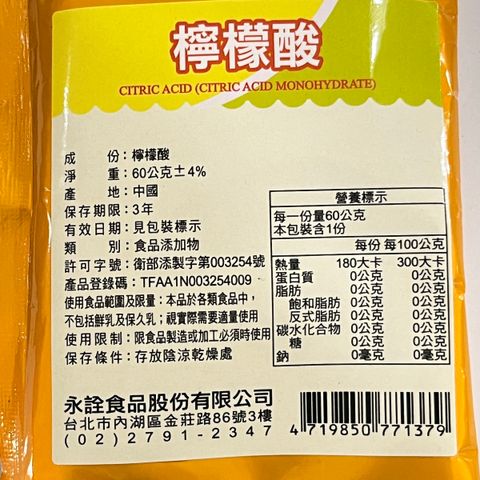 檸檬酸
CITRIC ACID (CITRIC ACID MONOHYDRATE)
成　份：檸檬酸
淨　重：60公克±4%
產　地：中國
保存期限：3年
有效日期：見包裝標示
類　別：食品添加物
許可字號：衛部添製字第003254號
產品登錄碼：TFAA1N003254009
使用食品範圍及限量：本品於各類食品中，
不包括鮮乳及保久乳；視實際需要適量使用
使用限制：限食品製造或加工必須時使用
保存條件：存放陰涼乾燥處
營養標示
每一份量60公克
本包裝含1份
每份 每100公克
熱量 180大卡 300大卡
蛋白質 0公克 0公克
脂肪 0公克 0公克
飽和脂肪 0公克 0公克
反式脂肪 0公克 0公克
碳水化合物 0公克 0公克
糖 0公克 0公克
鈉 0毫克 0毫克
永詮食品股份有限公司
台北市內湖區金莊路86號3樓
(02)2791-2347
4719850771379